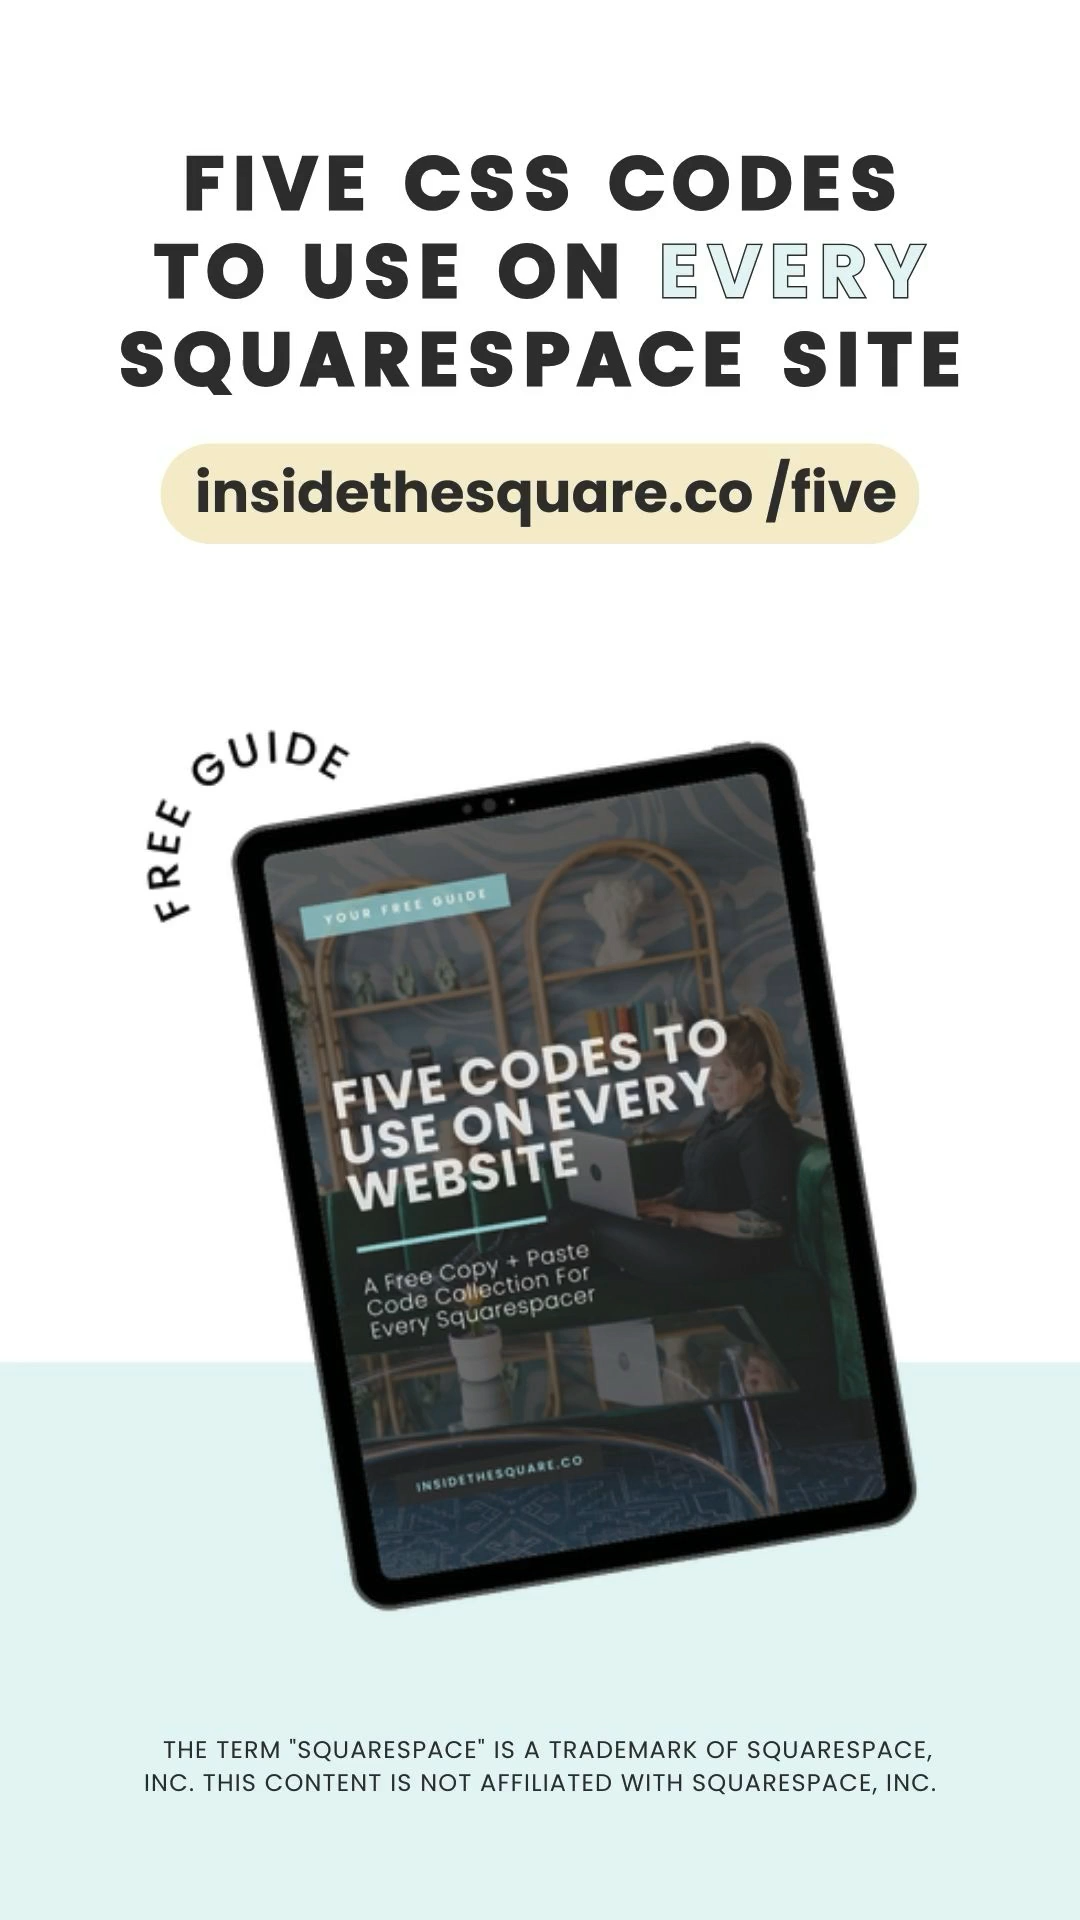 FIVE CSS CODES
TO USE ON EVERY
SQUARESPACE SITE
insidethesquare.co /five
FREE GUIDE
YOUR FREE GUIDE
FIVE CODES TO
USE ON EVERY
WEBSITE
A Free Copy + Paste
Code Collection For
Every Squarespacer
INSIDETHESQUARE.CO
THE TERM "SQUARESPACE" IS A TRADEMARK OF SQUARESPACE,
INC. THIS CONTENT IS NOT AFFILIATED WITH SQUARESPACE, INC.